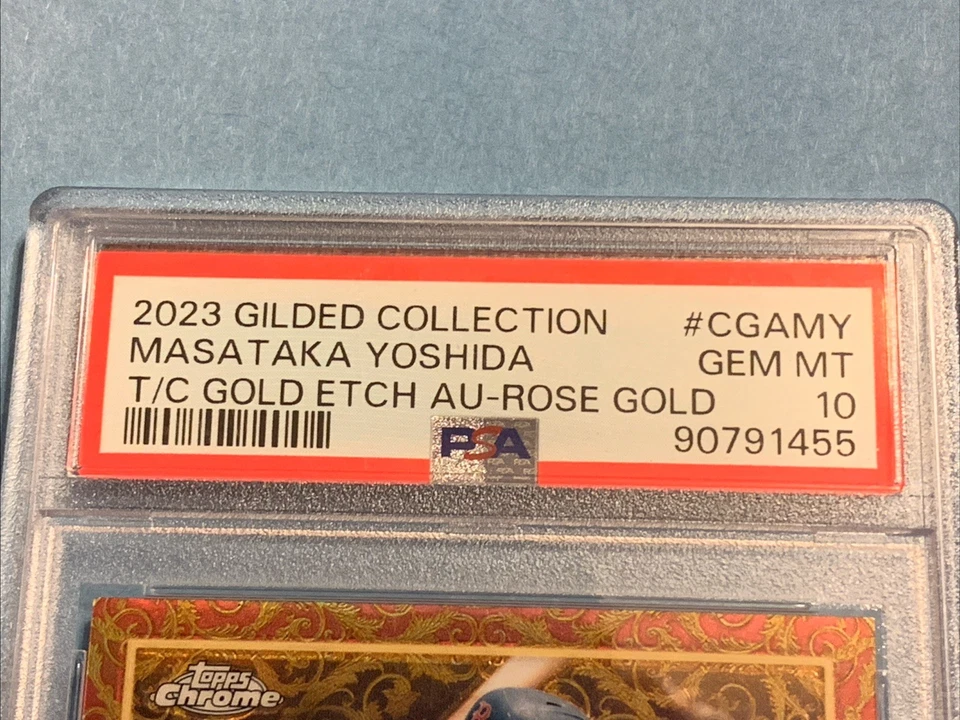 2023 GILDED COLLECTION #CGAMY
MASATAKA YOSHIDA GEM MT
T/C GOLD ETCH AU-ROSE GOLD 10
PSA 90791455
Topps
Chrome